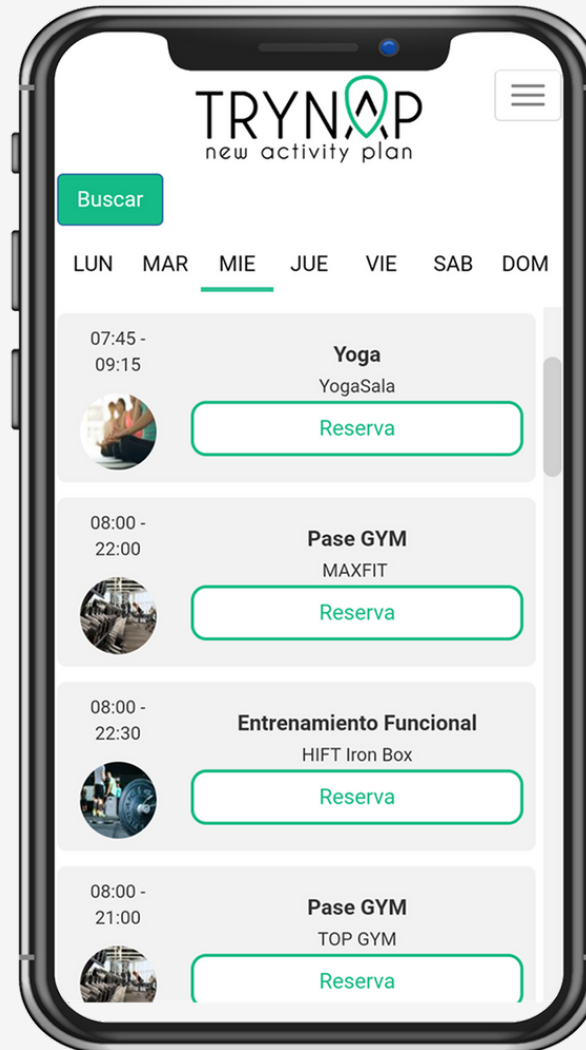 TRYNAP
new activity plan
Buscar
LUN MAR MIE JUE VIE SAB DOM
07:45 -
09:15
Yoga
YogaSala
Reserva
08:00 -
22:00
Pase GYM
MAXFIT
Reserva
08:00 -
22:30
Entrenamiento Funcional
HIFT Iron Box
Reserva
08:00 -
21:00
Pase GYM
TOP GYM
Reserva